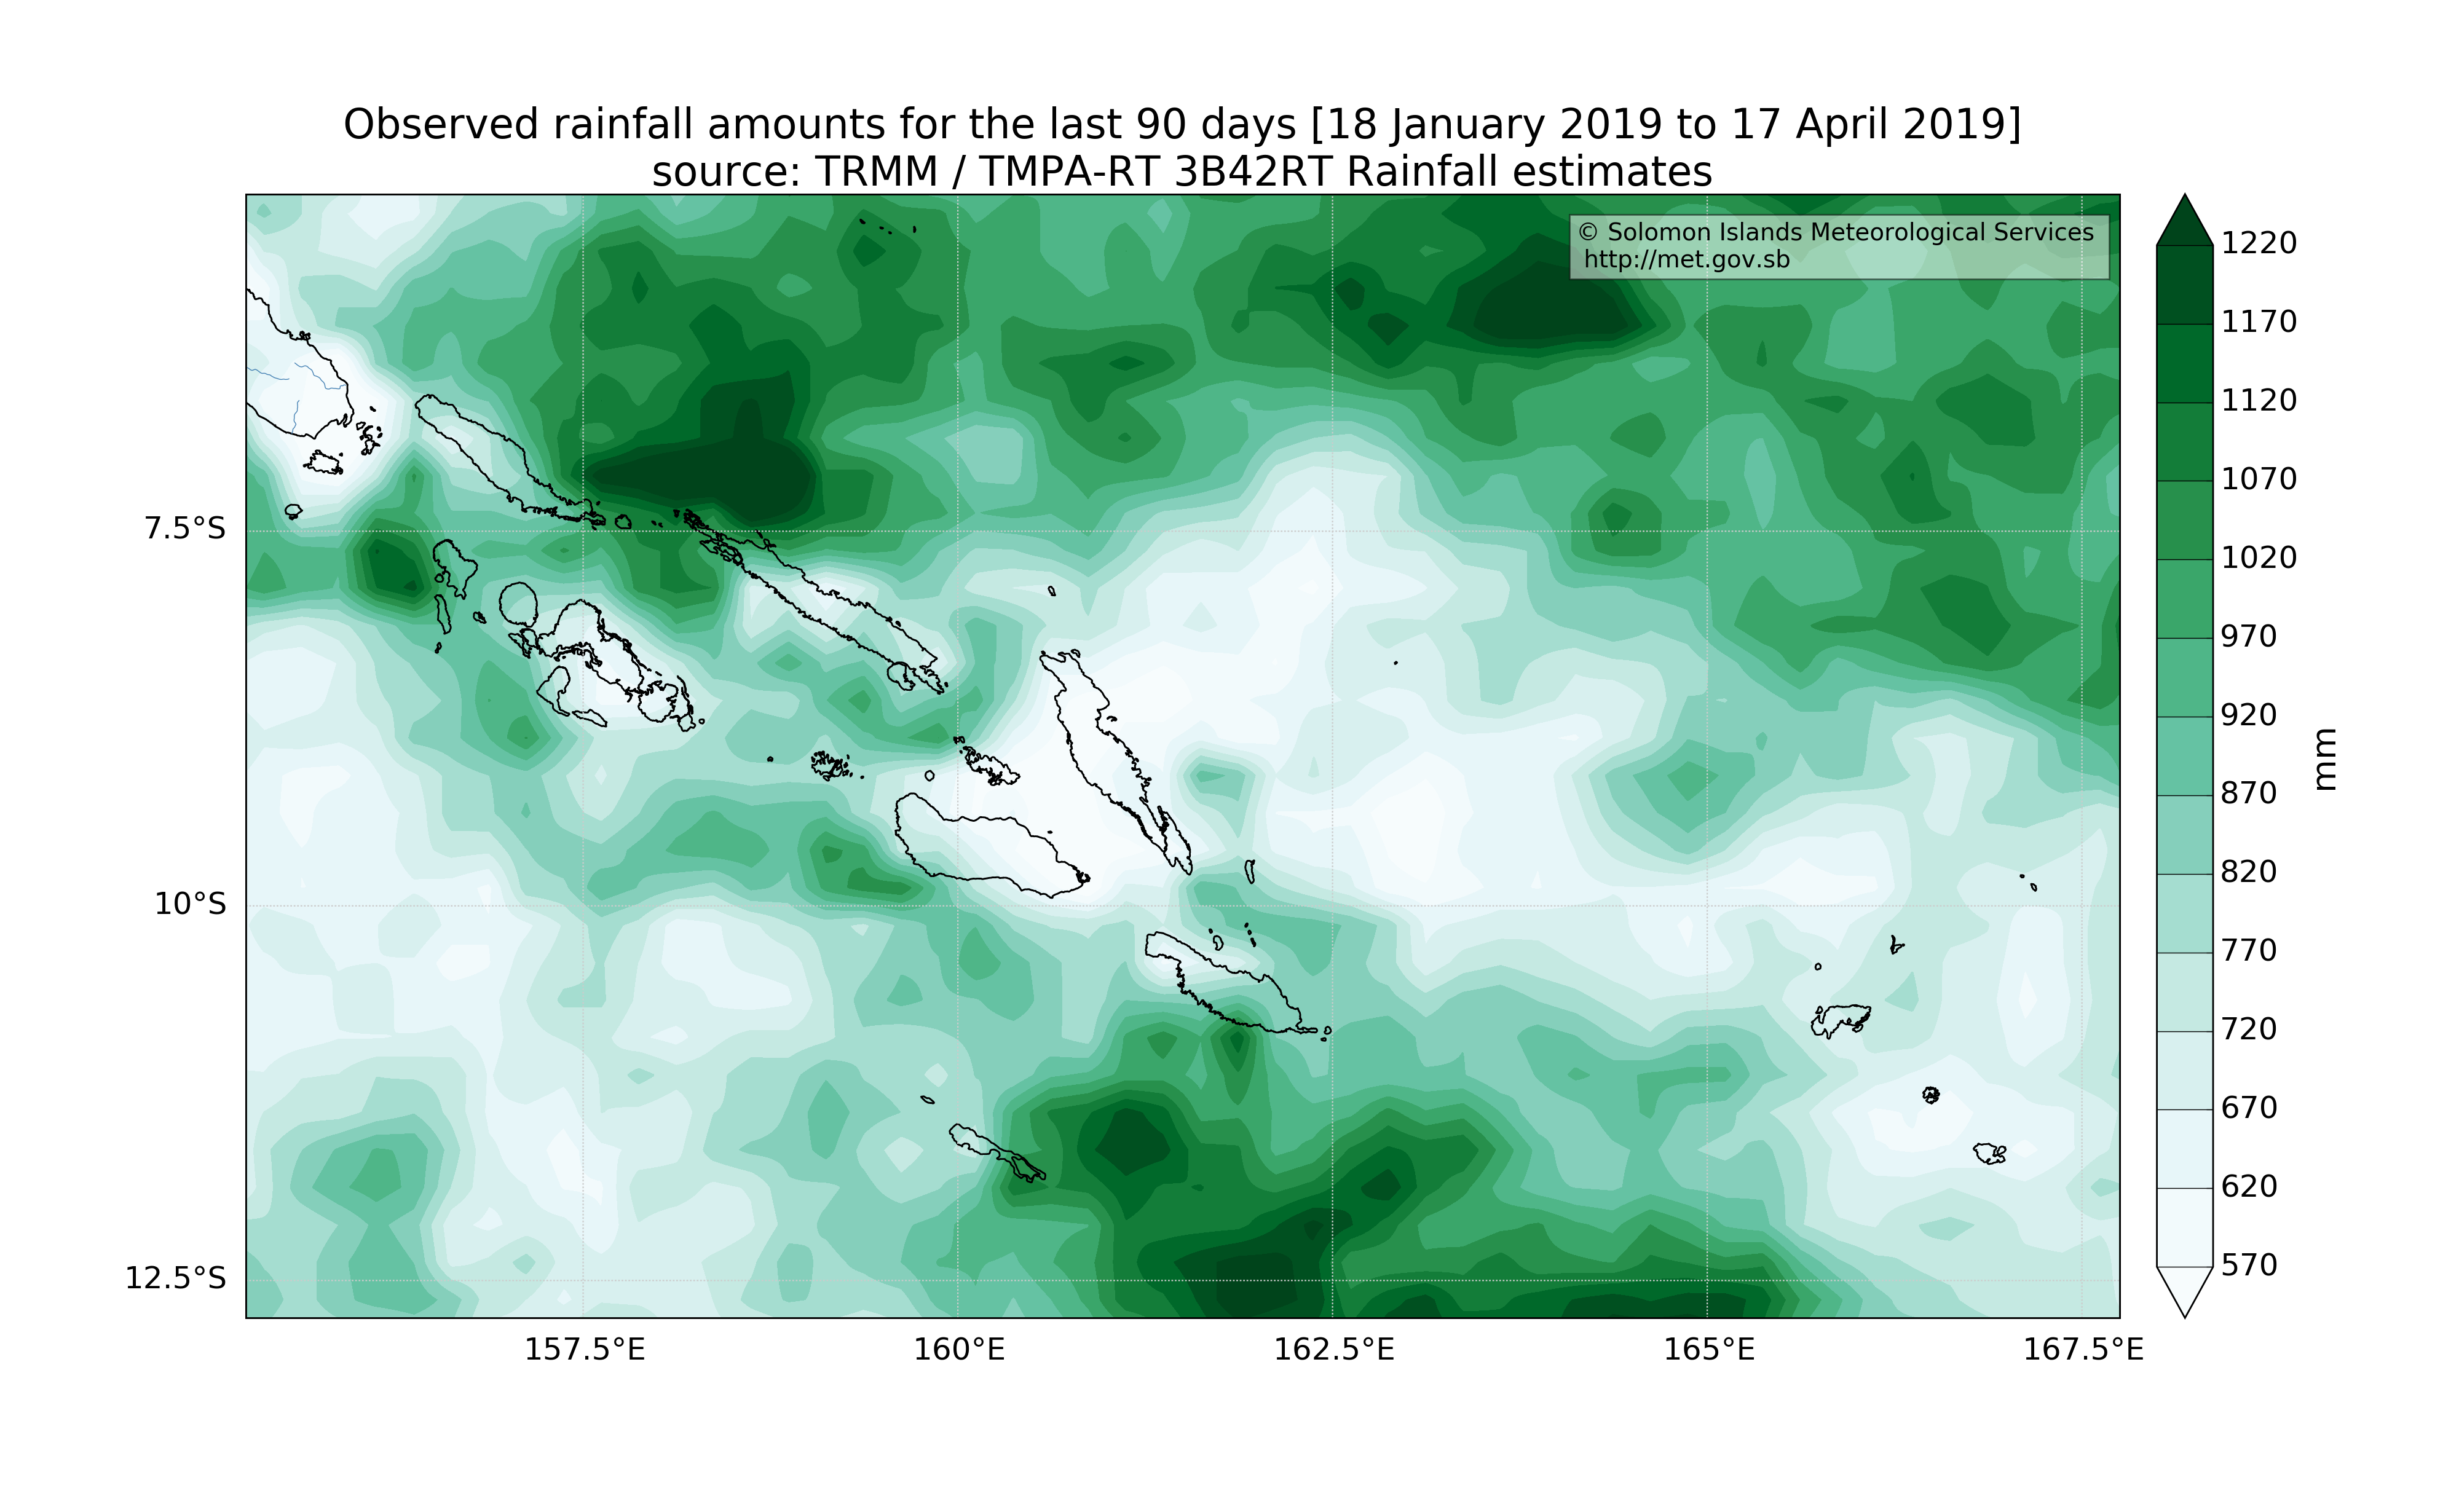 Observed rainfall amounts for the last 90 days [18 January 2019 to 17 April 2019]
source: TRMM / TMPA-RT 3B42RT Rainfall estimates
© Solomon Islands Meteorological Services
http://met.gov.sb
7.5°S
10°S
12.5°S
157.5°E
160°E
162.5°E
165°E
167.5°E
1220
1170
1120
1070
1020
970
920
870
820
770
720
670
620
570
mm